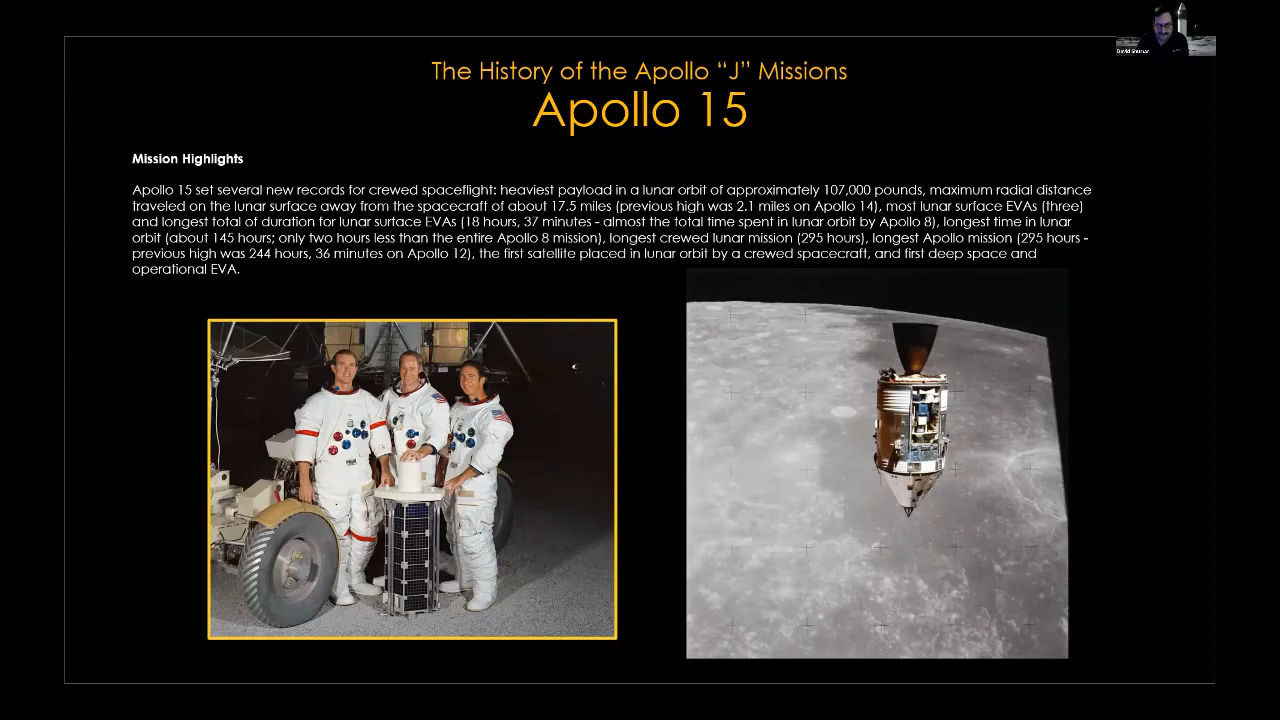 David Shuman
The History of the Apollo “J” Missions
Apollo 15
Mission Highlights
Apollo 15 set several new records for crewed spaceflight: heaviest payload in a lunar orbit of approximately 107,000 pounds, maximum radial distance
traveled on the lunar surface away from the spacecraft of about 17.5 miles (previous high was 2.1 miles on Apollo 14), most lunar surface EVAs (three)
and longest total of duration for lunar surface EVAs (18 hours, 37 minutes - almost the total time spent in lunar orbit by Apollo 8), longest time in lunar
orbit (about 145 hours; only two hours less than the entire Apollo 8 mission), longest crewed lunar mission (295 hours), longest Apollo mission (295 hours -
previous high was 244 hours, 36 minutes on Apollo 12), the first satellite placed in lunar orbit by a crewed spacecraft, and first deep space and
operational EVA.